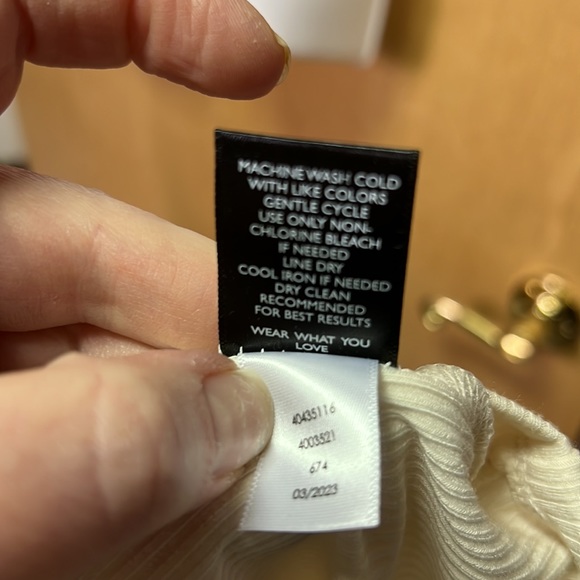 MACHINE WASH COLD
WITH LIKE COLORS
GENTLE CYCLE
USE ONLY NON-
CHLORINE BLEACH
IF NEEDED
LINE DRY
COOL IRON IF NEEDED
DRY CLEAN
RECOMMENDED
FOR BEST RESULTS
WEAR WHAT YOU
LOVE
40435116
4003521
674
03/2023